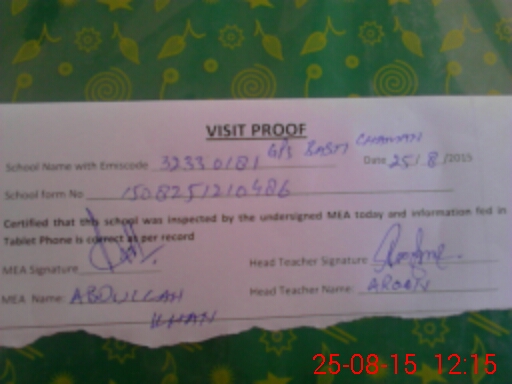 VISIT PROOF
School Name with Emiscode 32330181 GPS BASTI CHAMAN Date 25/8/2015
School form No 1508251210486
Certified that this school was inspected by the undersigned MEA today and information fed in
Tablet Phone is correct as per record
MEA Signature Head Teacher Signature
MEA Name: ABDULLAH Head Teacher Name:
KHAN
25-08-15 12:15